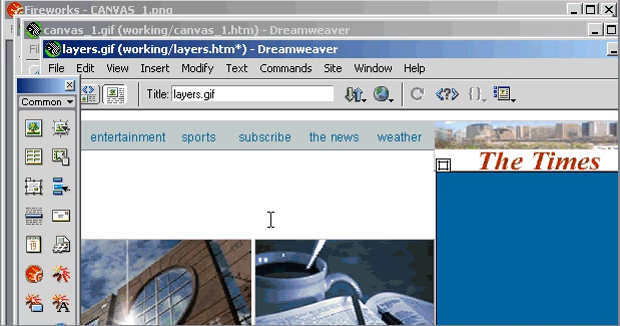 Fireworks - CANVAS_1.png
canvas_1.gif (working/canvas_1.htm) - Dreamweaver
layers.gif (working/layers.htm*) - Dreamweaver
File Edit View Insert Modify Text Commands Site Window Help
Common
Title: layers.gif
<?> {}
entertainment sports subscribe the news weather
The Times
19